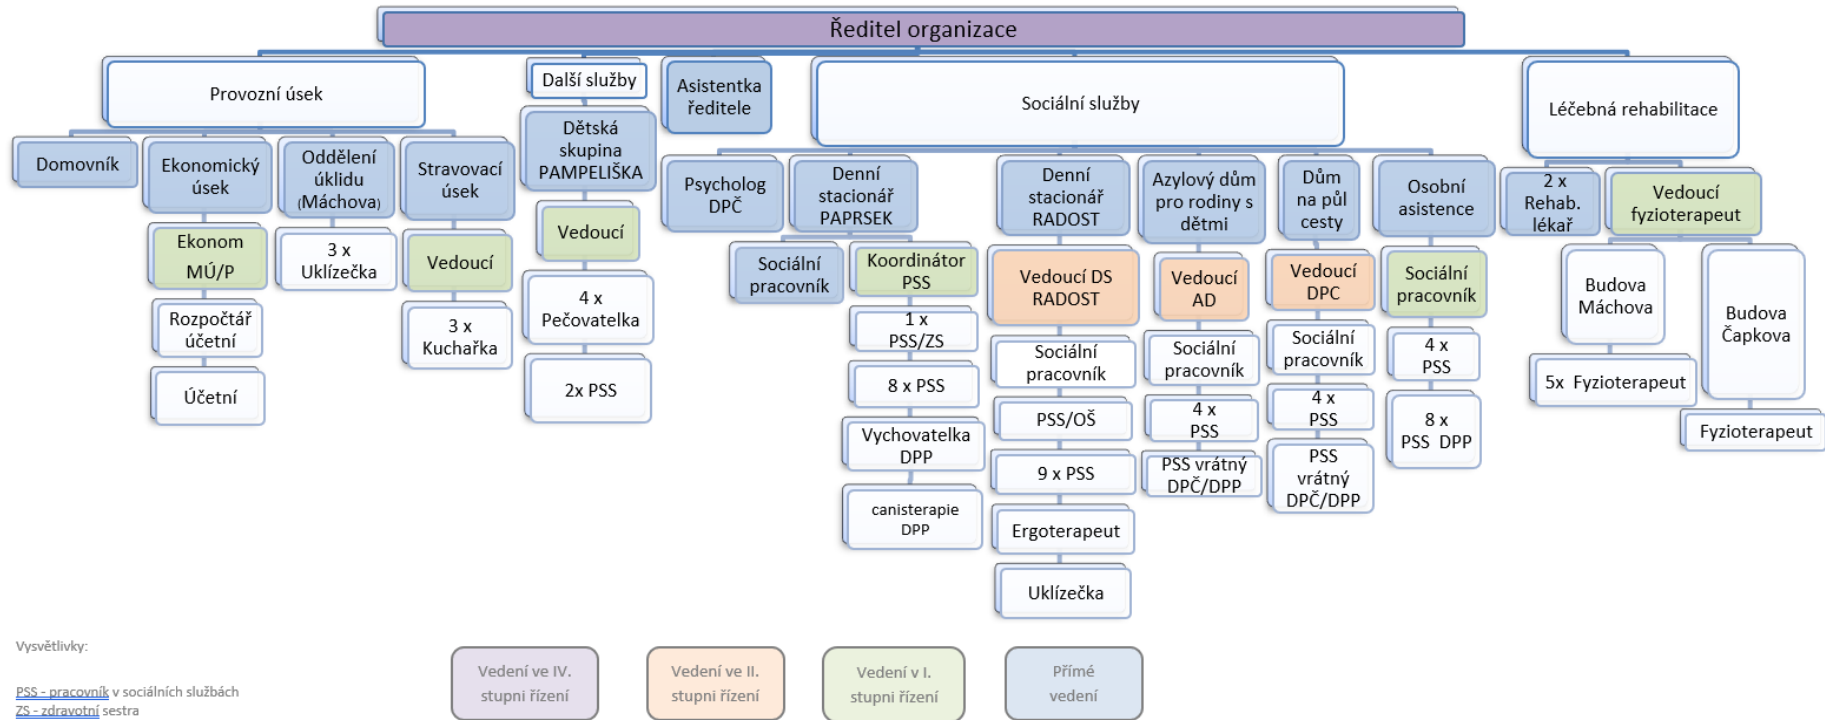 Ředitel organizace
Provozní úsek
Další služby
Asistentka
ředitele
Sociální služby
Léčebná rehabilitace
Domovník
Ekonomický
úsek
Oddělení
úklidu
(Máchova)
Stravovací
úsek
Dětská
skupina
PAMPELIŠKA
Psycholog
DPČ
Denní
stacionář
PAPRSEK
Denní
stacionář
RADOST
Azylový dům
pro rodiny s
dětmi
Dům
na půl
cesty
Osobní
asistence
2 x
Rehab.
lékař
Vedoucí
fyzioterapeut
Ekonom
MÚ/P
3 x
Uklízečka
Vedoucí
Vedoucí
Sociální
pracovník
Koordinátor
PSS
Vedoucí DS
RADOST
Vedoucí
AD
Vedoucí
DPC
Sociální
pracovník
Budova
Máchova
Budova
Čapkova
Rozpočtář
účetní
3 x
Kuchařka
4 x
Pečovatelka
1 x
PSS/ZS
Sociální
pracovník
Sociální
pracovník
Sociální
pracovník
4 x
PSS
5x Fyzioterapeut
Účetní
2x PSS
8 x PSS
PSS/OŠ
4 x
PSS
4 x
PSS
8 x
PSS DPP
Fyzioterapeut
Vychovatelka
DPP
9 x PSS
PSS vrátný
DPČ/DPP
PSS
vrátný
DPČ/DPP
canisterapie
DPP
Ergoterapeut
Uklízečka
Vysvětlivky:
PSS - pracovník v sociálních službách
ZS - zdravotní sestra
Vedení ve IV.
stupni řízení
Vedení ve II.
stupni řízení
Vedení v I.
stupni řízení
Přímé
vedení